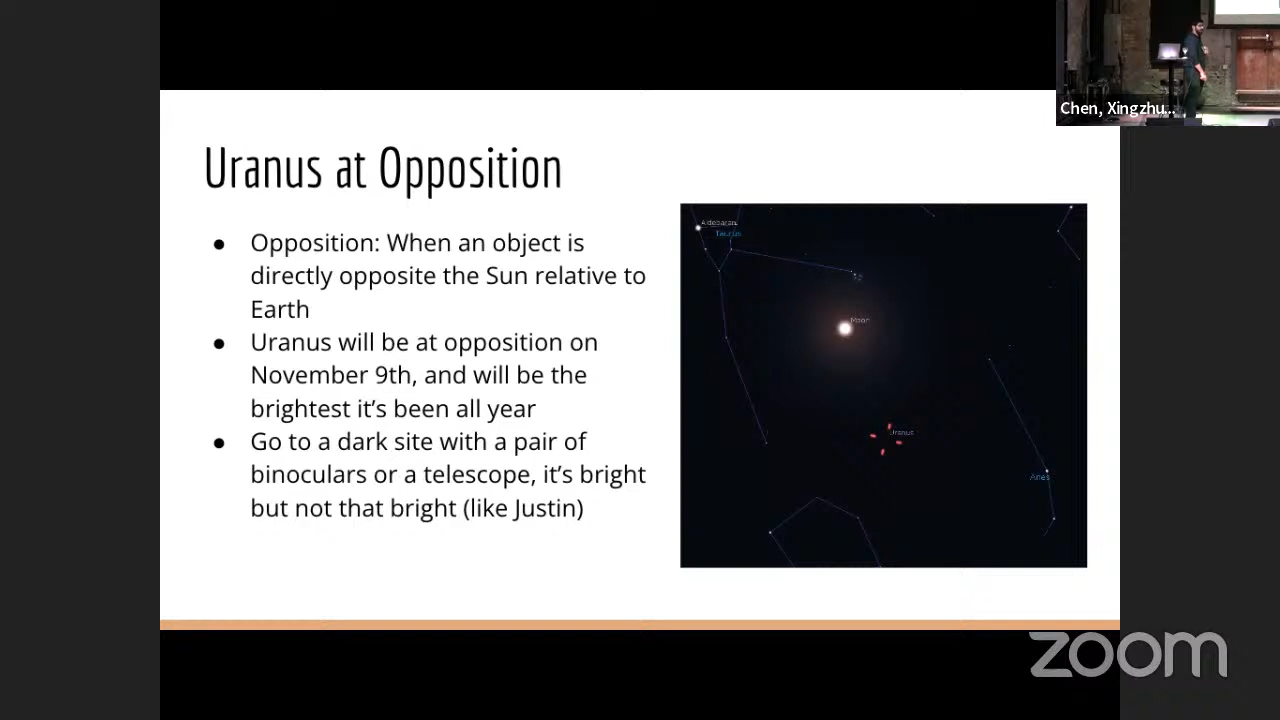 Chen, Xingzhu...
Uranus at Opposition
● Opposition: When an object is
directly opposite the Sun relative to
Earth
● Uranus will be at opposition on
November 9th, and will be the
brightest it's been all year
● Go to a dark site with a pair of
binoculars or a telescope, it's bright
but not that bright (like Justin)
Aldebaran
Taurus
Moon
Uranus
Aries
zoom